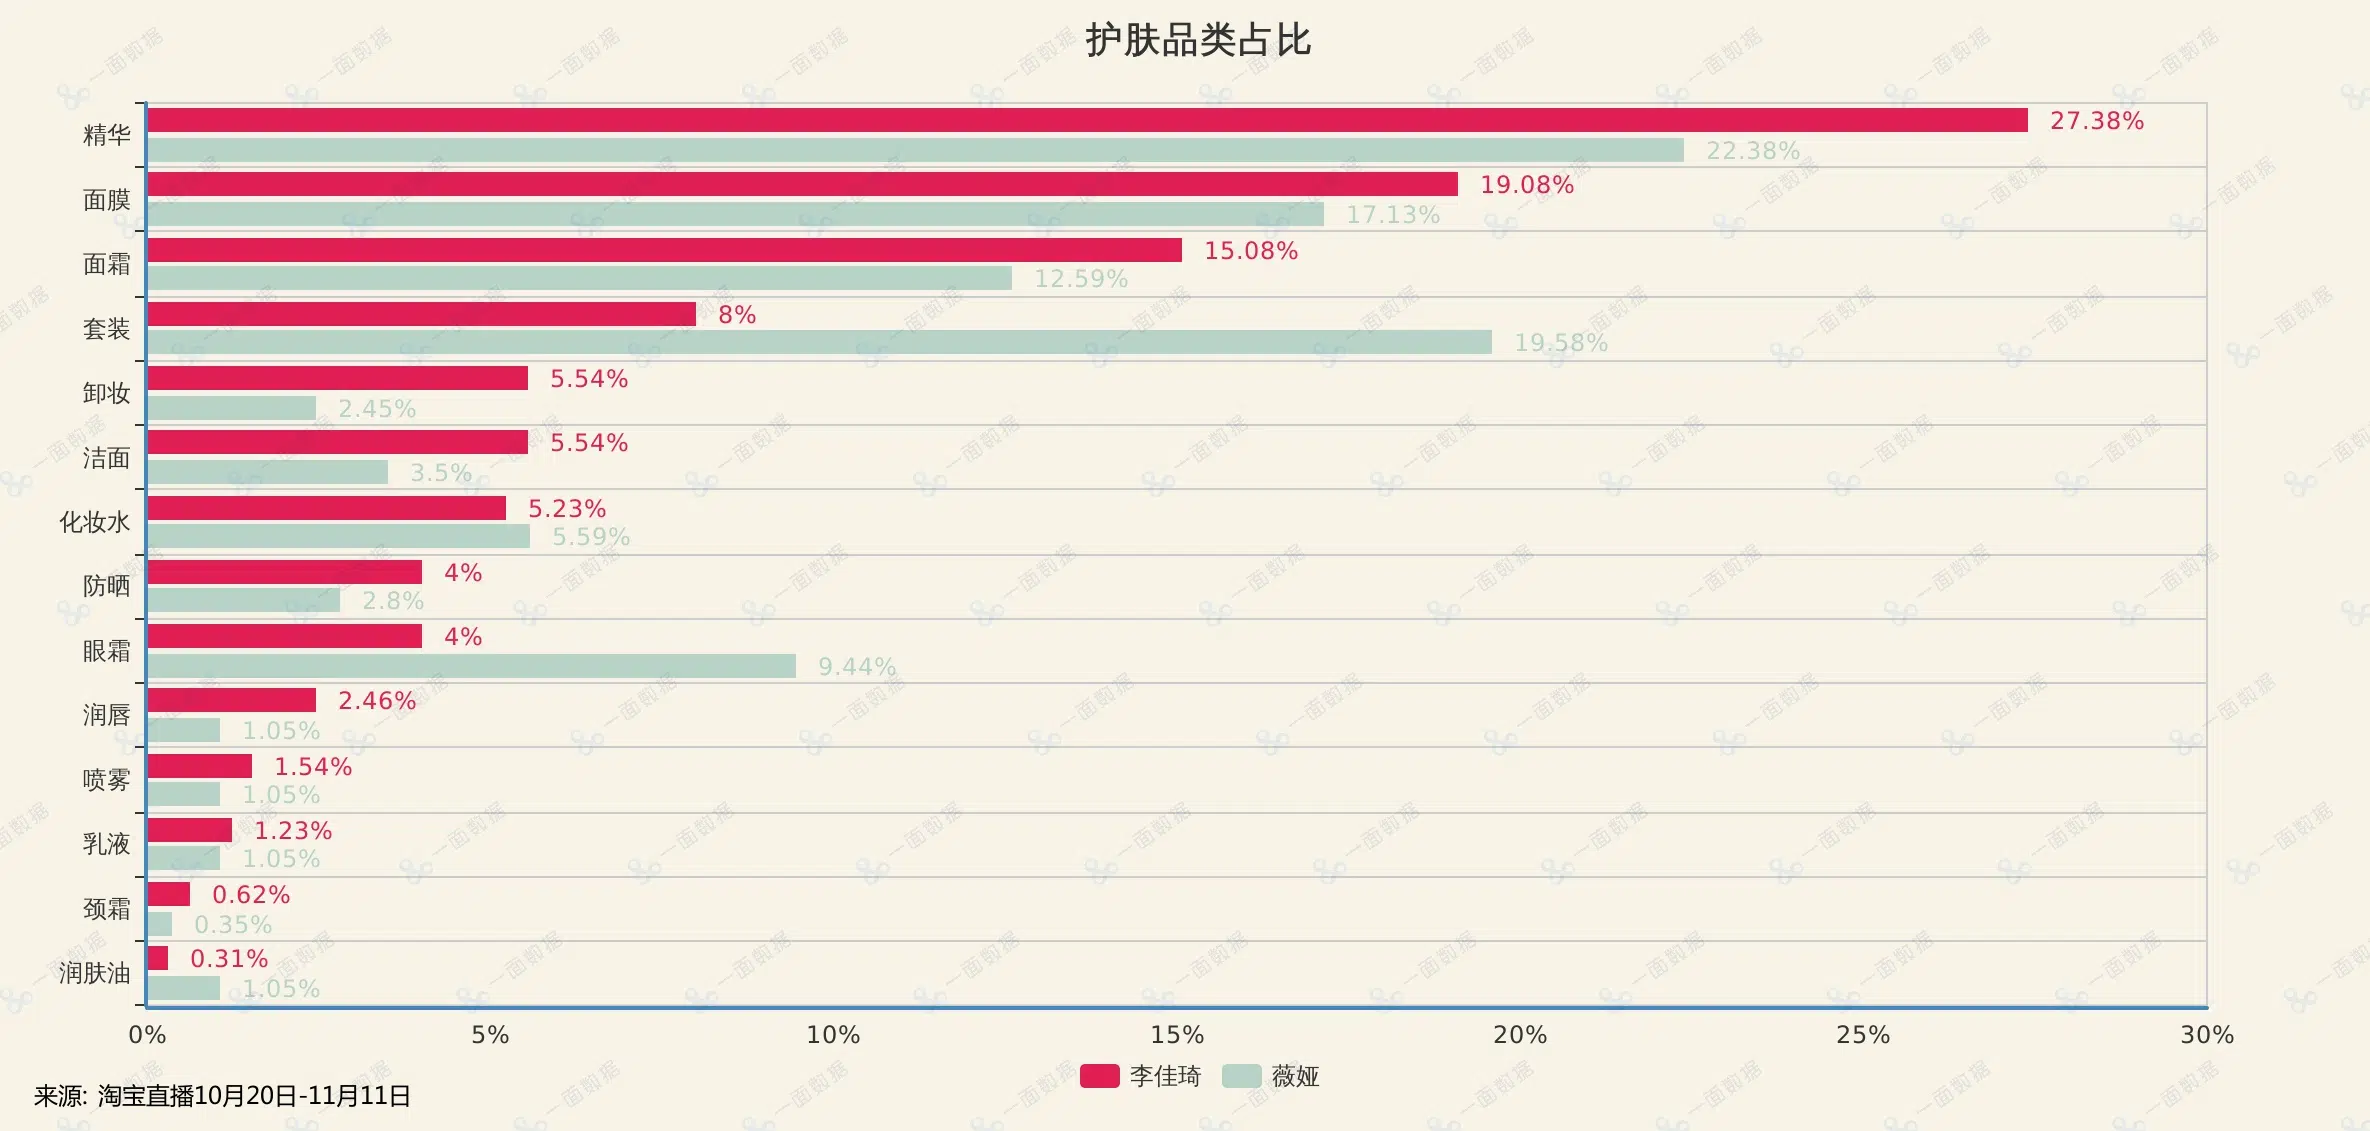 护肤品类占比
精华
27.38%
22.38%
面膜
19.08%
17.13%
面霜
15.08%
12.59%
套装
8%
19.58%
卸妆
5.54%
2.45%
洁面
5.54%
3.5%
化妆水
5.23%
5.59%
防晒
4%
2.8%
眼霜
4%
9.44%
润唇
2.46%
1.05%
喷雾
1.54%
1.05%
乳液
1.23%
1.05%
颈霜
0.62%
0.35%
润肤油
0.31%
1.05%
0% 5% 10% 15% 20% 25% 30%
李佳琦 薇娅
来源: 淘宝直播10月20日-11月11日
一面数据